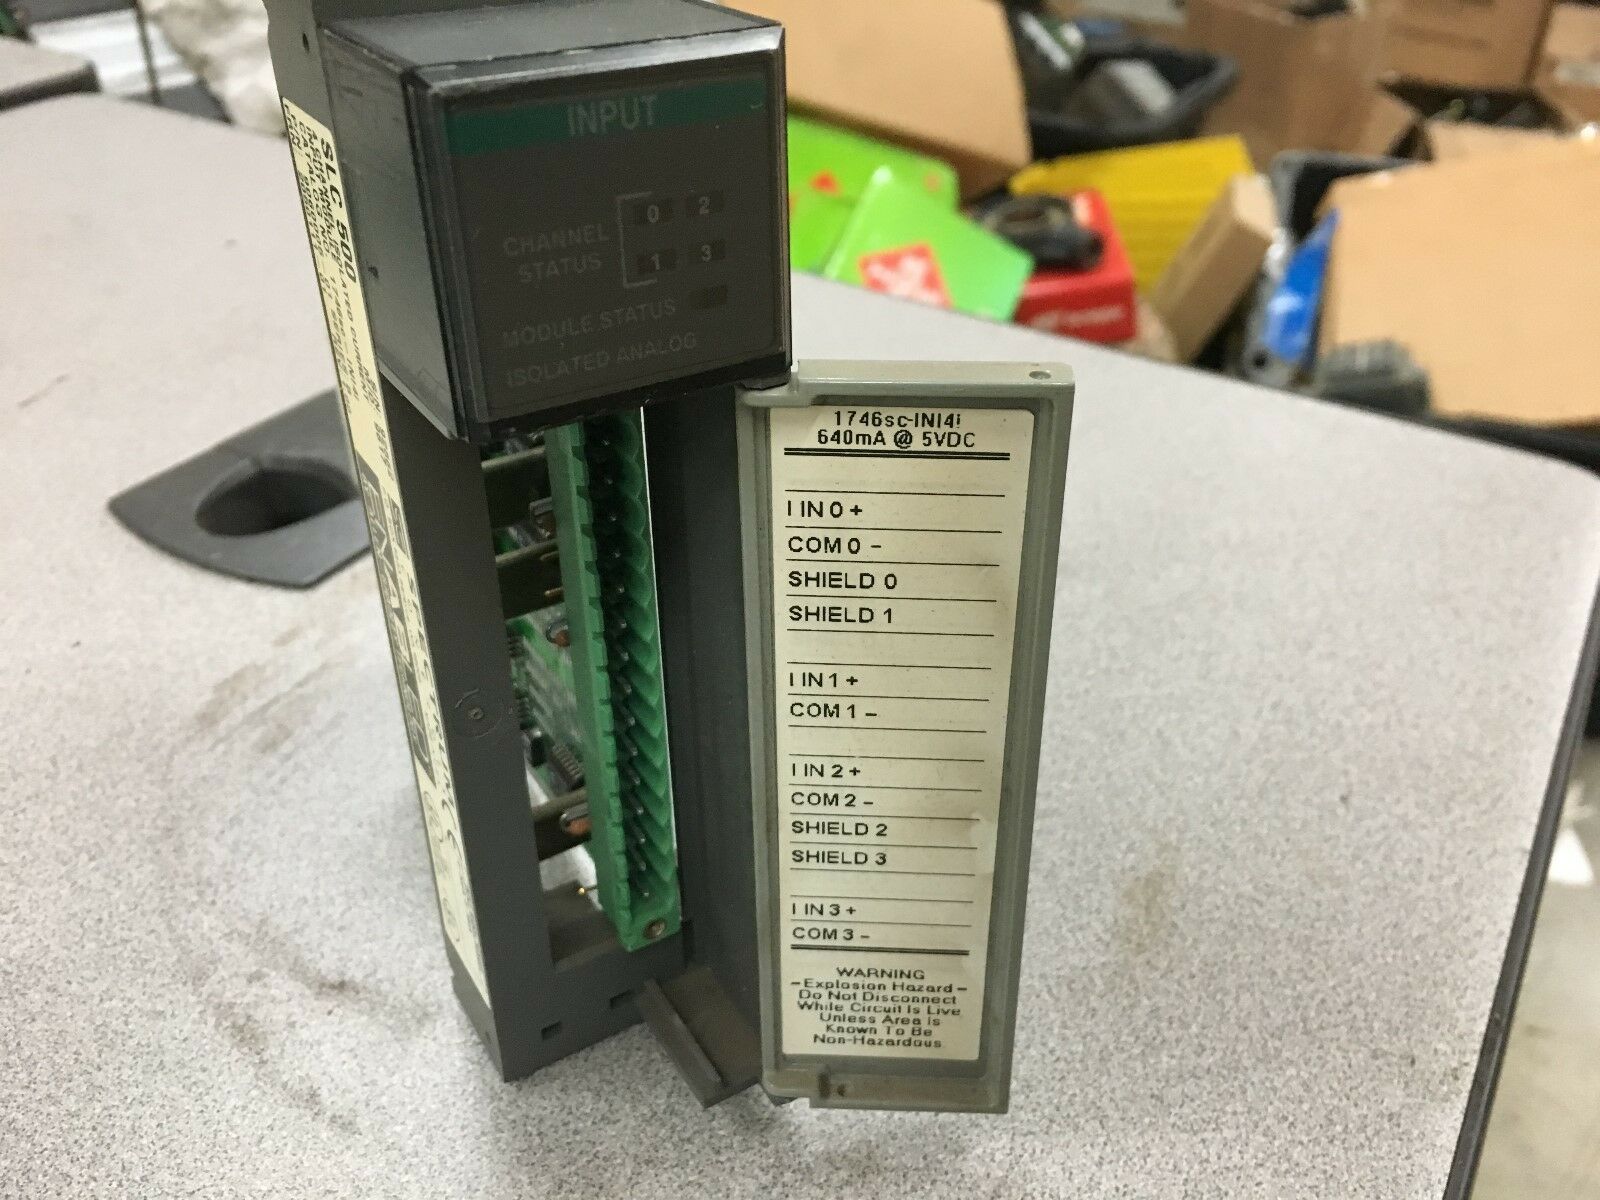 INPUT
CHANNEL STATUS
0 2
1 3
MODULE STATUS
ISOLATED ANALOG
SLC 500
1746sc-INI4i
640mA @ 5VDC
I IN 0 +
COM 0 -
SHIELD 0
SHIELD 1
I IN 1 +
COM 1 -
I IN 2 +
COM 2 -
SHIELD 2
SHIELD 3
I IN 3 +
COM 3 -
WARNING
- Explosion Hazard -
Do Not Disconnect
While Circuit Is Live
Unless Area is
Known To Be
Non-Hazardous